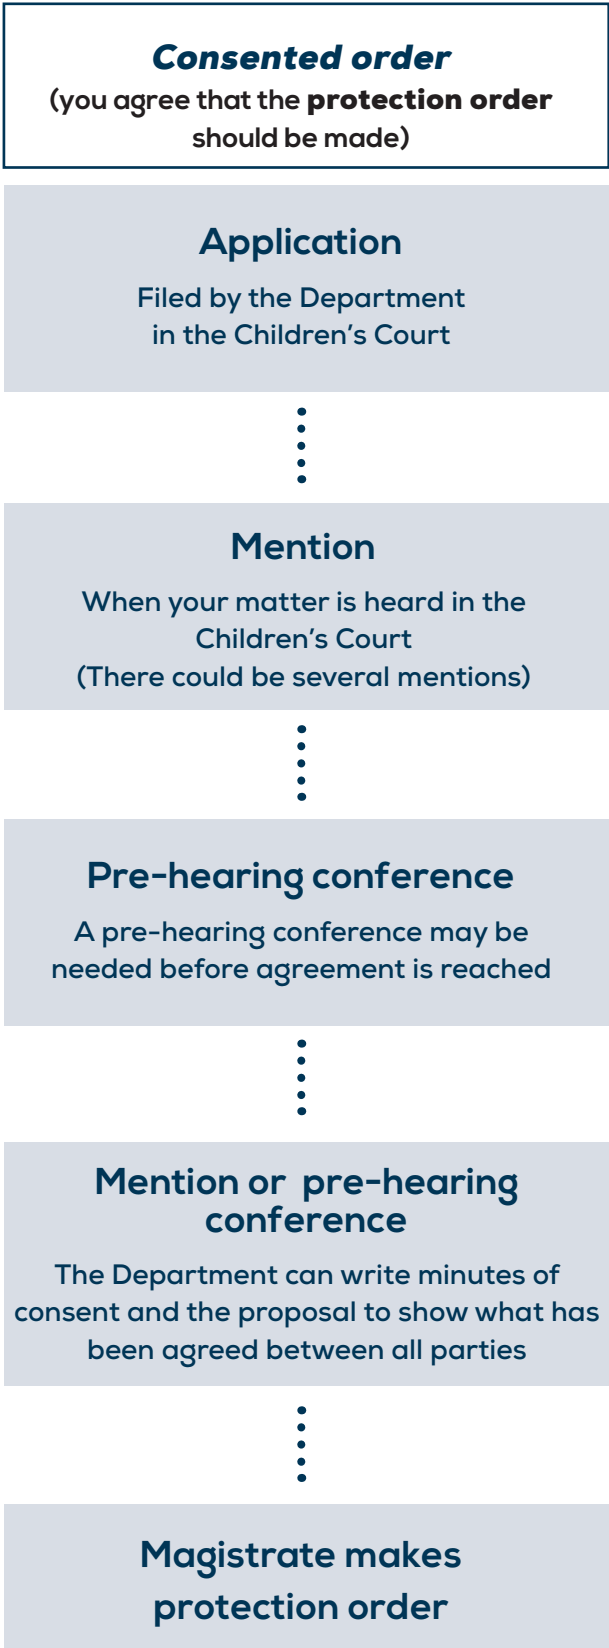 Consented order
(you agree that the protection order
should be made)
Application
Filed by the Department
in the Children's Court
Mention
When your matter is heard in the
Children's Court
(There could be several mentions)
Pre-hearing conference
A pre-hearing conference may be
needed before agreement is reached
Mention or pre-hearing
conference
The Department can write minutes of
consent and the proposal to show what has
been agreed between all parties
Magistrate makes
protection order